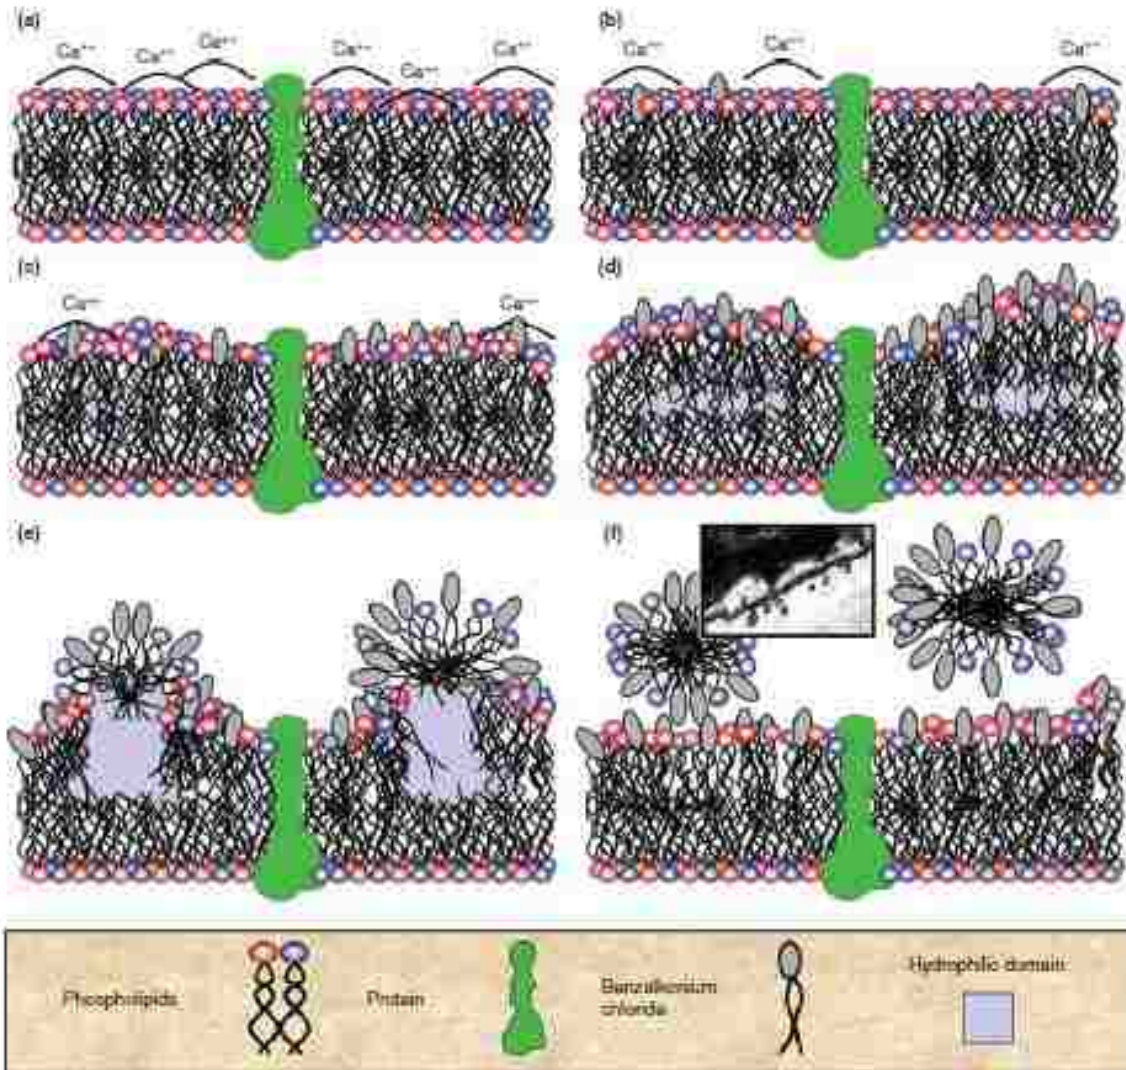 (a)
Ca++ Ca++ Ca++ Ca++ Ca++ Ca++
(b)
Ca++ Ca++ Ca++
(c)
Ca++ Ca++
(d)
(e)
(f)
Phospholipids
Protein
Benzalkonium
chloride
Hydrophilic domain